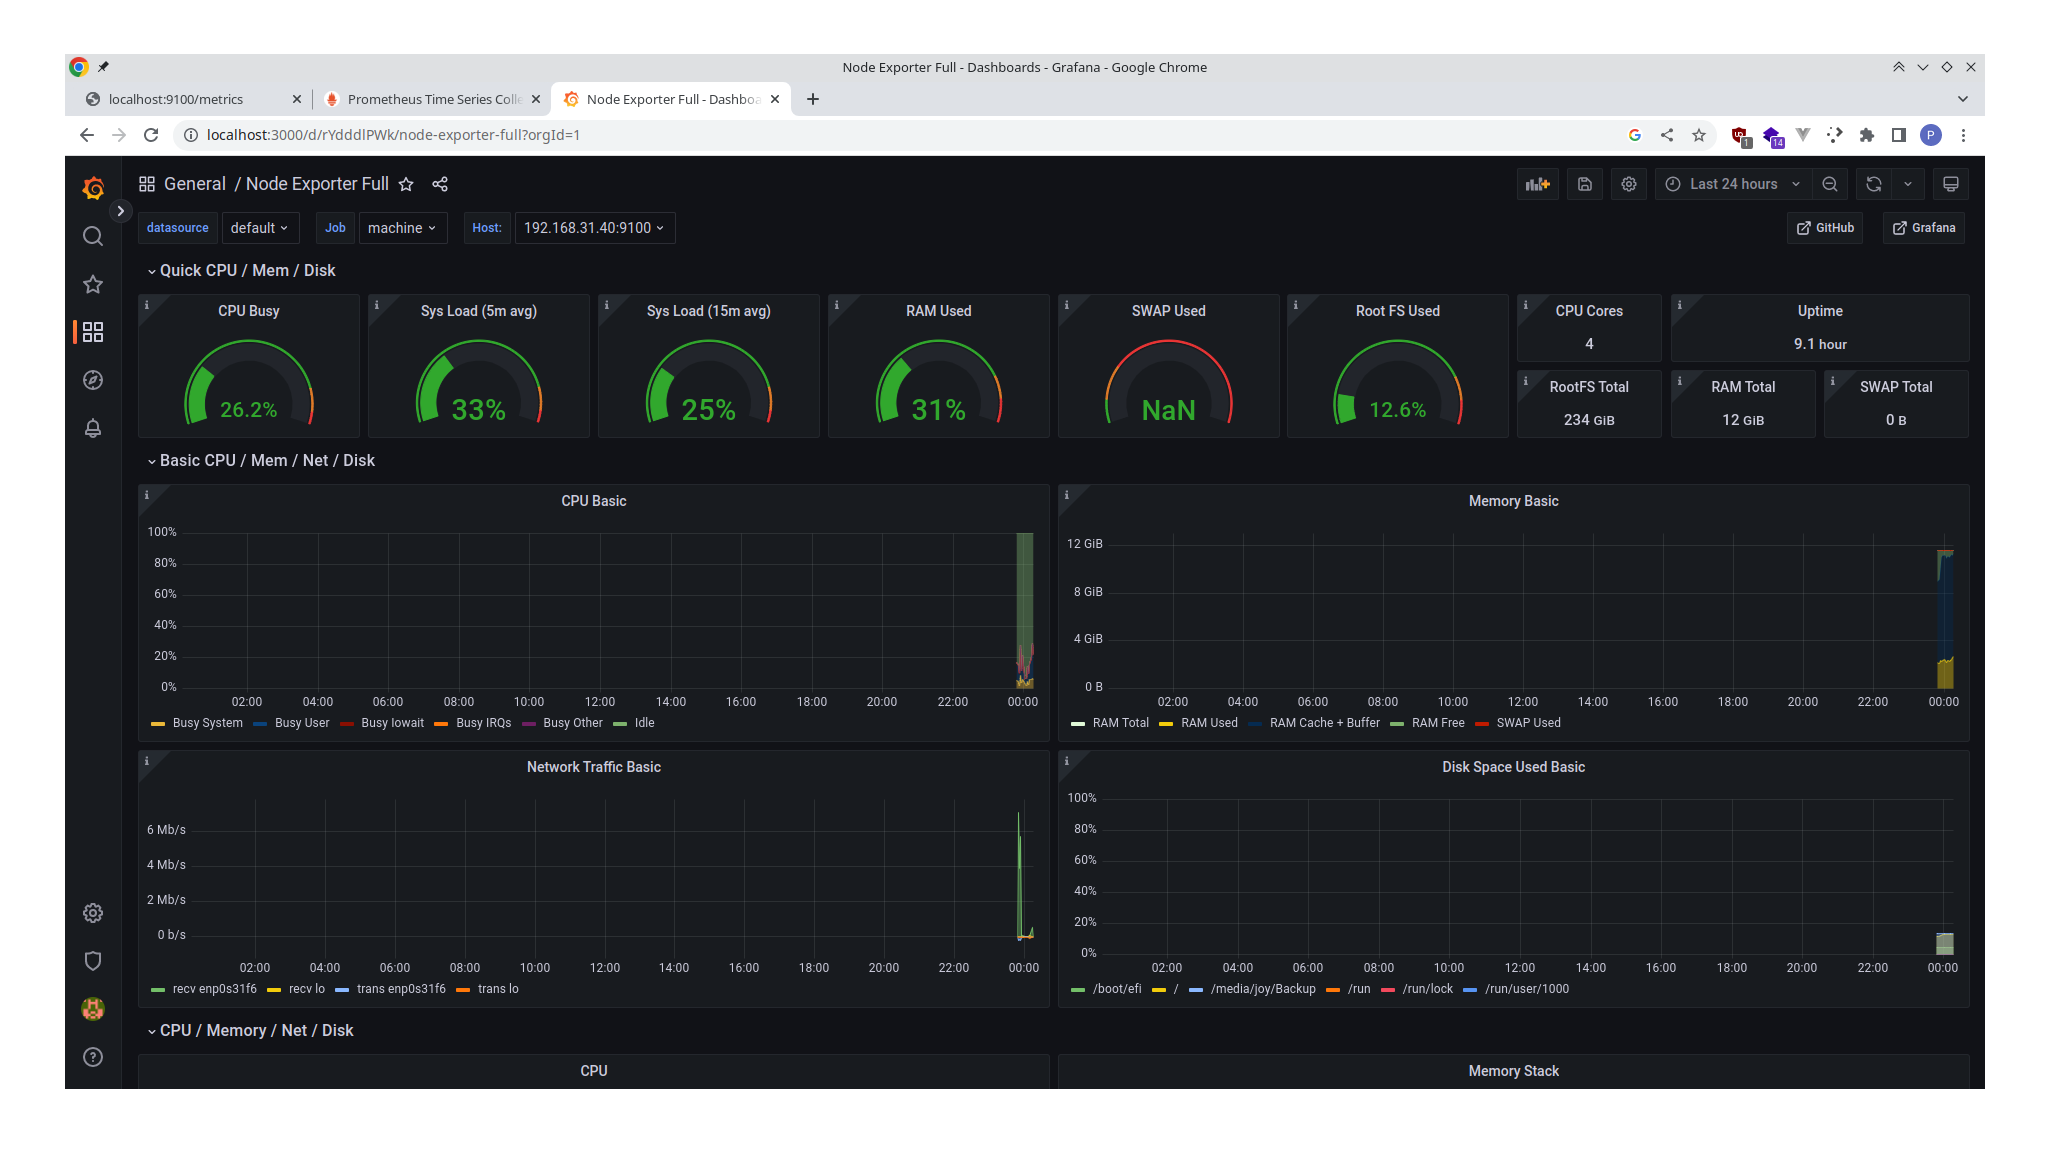 Node Exporter Full - Dashboards - Grafana - Google Chrome
localhost:9100/metrics
Prometheus Time Series Colle
Node Exporter Full - Dashboa
localhost:3000/d/rYdddlPWk/node-exporter-full?orgId=1
1
14
P
General / Node Exporter Full
Last 24 hours
datasource default Job machine Host: 192.168.31.40:9100
GitHub
Grafana
Quick CPU / Mem / Disk
CPU Busy
26.2%
Sys Load (5m avg)
33%
Sys Load (15m avg)
25%
RAM Used
31%
SWAP Used
NaN
Root FS Used
12.6%
CPU Cores
4
Uptime
9.1 hour
RootFS Total
234 GiB
RAM Total
12 GiB
SWAP Total
0 B
Basic CPU / Mem / Net / Disk
CPU Basic
100%
80%
60%
40%
20%
0%
02:00 04:00 06:00 08:00 10:00 12:00 14:00 16:00 18:00 20:00 22:00 00:00
Busy System Busy User Busy Iowait Busy IRQs Busy Other Idle
Memory Basic
12 GiB
8 GiB
4 GiB
0 B
02:00 04:00 06:00 08:00 10:00 12:00 14:00 16:00 18:00 20:00 22:00 00:00
RAM Total RAM Used RAM Cache + Buffer RAM Free SWAP Used
Network Traffic Basic
6 Mb/s
4 Mb/s
2 Mb/s
0 b/s
02:00 04:00 06:00 08:00 10:00 12:00 14:00 16:00 18:00 20:00 22:00 00:00
recv enp0s31f6 recv lo trans enp0s31f6 trans lo
Disk Space Used Basic
100%
80%
60%
40%
20%
0%
02:00 04:00 06:00 08:00 10:00 12:00 14:00 16:00 18:00 20:00 22:00 00:00
/boot/efi / /media/joy/Backup /run /run/lock /run/user/1000
CPU / Memory / Net / Disk
CPU
Memory Stack